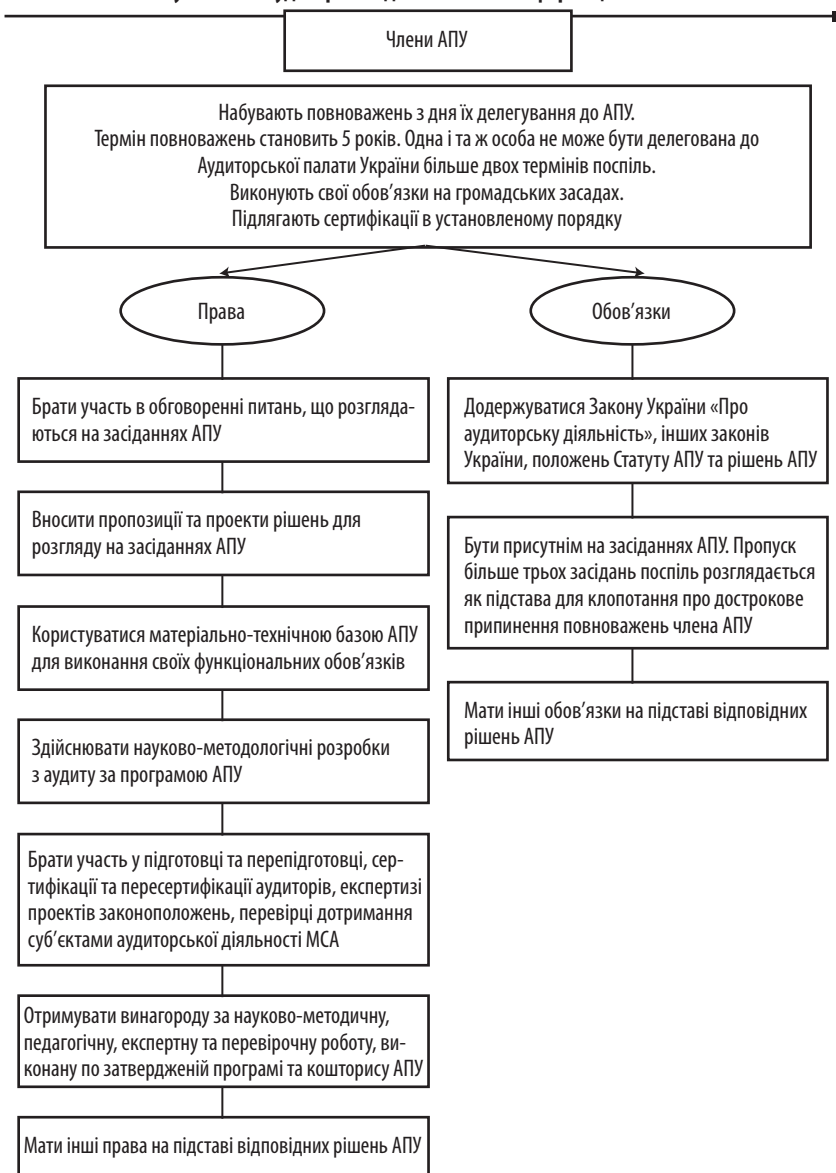 Члени АПУ
Набувають повноважень з дня їх делегування до АПУ.
Термін повноважень становить 5 років. Одна і та ж особа не може бути делегована до
Аудиторської палати України більше двох термінів поспіль.
Виконують свої обов’язки на громадських засадах.
Підлягають сертифікації в установленому порядку
Права
Брати участь в обговоренні питань, що розгляда-
ються на засіданнях АПУ
Вносити пропозиції та проекти рішень для
розгляду на засіданнях АПУ
Користуватися матеріально-технічною базою АПУ
для виконання своїх функціональних обов’язків
Здійснювати науково-методологічні розробки
з аудиту за програмою АПУ
Брати участь у підготовці та перепідготовці, сер-
тифікації та пересертифікації аудиторів, експертизі
проектів законоположень, перевірці дотримання
суб’єктами аудиторської діяльності МСА
Отримувати винагороду за науково-методичну,
педагогічну, експертну та перевірочну роботу, ви-
конану по затвердженій програмі та кошторису АПУ
Мати інші права на підставі відповідних рішень АПУ
Обов’язки
Додержуватися Закону України «Про
аудиторську діяльність», інших законів
України, положень Статуту АПУ та рішень АПУ
Бути присутнім на засіданнях АПУ. Пропуск
більше трьох засідань поспіль розглядається
як підстава для клопотання про дострокове
припинення повноважень члена АПУ
Мати інші обов’язки на підставі відповідних
рішень АПУ